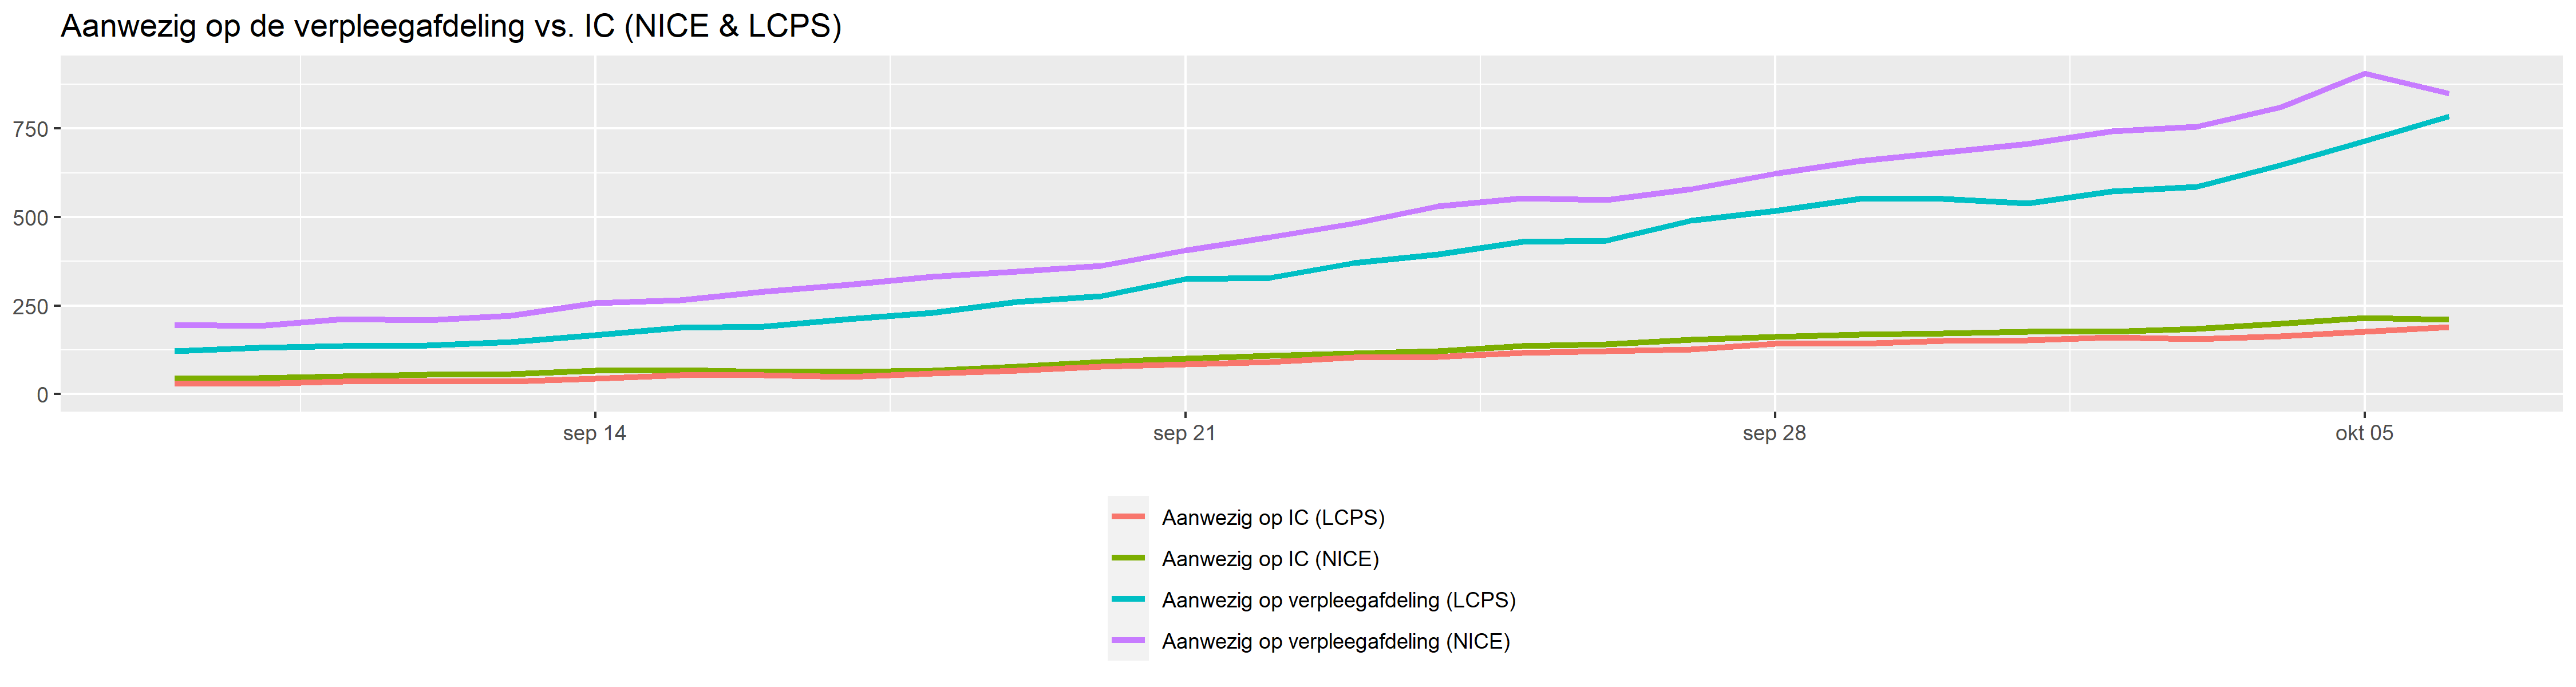 Aanwezig op de verpleegafdeling vs. IC (NICE & LCPS)
750
500
250
0
sep 14 sep 21 sep 28 okt 05
Aanwezig op IC (LCPS)
Aanwezig op IC (NICE)
Aanwezig op verpleegafdeling (LCPS)
Aanwezig op verpleegafdeling (NICE)